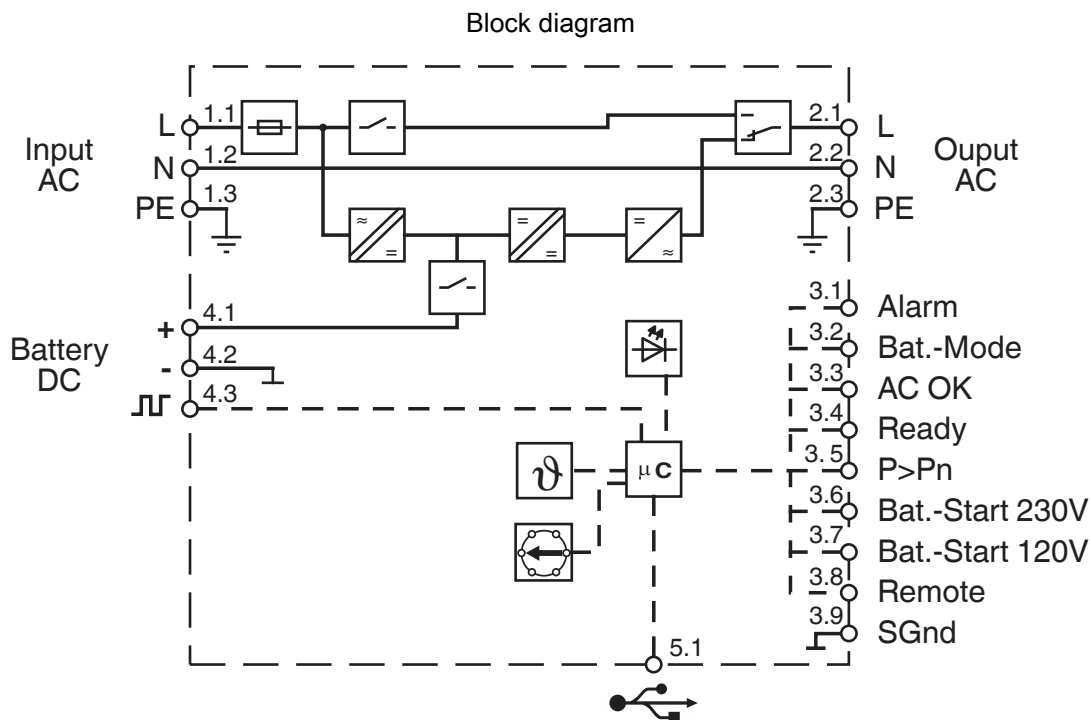 Block diagram
Input
AC
L 1.1
N 1.2
PE 1.3
2.1 L
2.2 N
2.3 PE
Ouput
AC
≈
=
=
=
=
≈
Battery
DC
+ 4.1
- 4.2
4.3
ϑ
µC
3.1 Alarm
3.2 Bat.-Mode
3.3 AC OK
3.4 Ready
3.5 P>Pn
3.6 Bat.-Start 230V
3.7 Bat.-Start 120V
3.8 Remote
3.9 SGnd
5.1